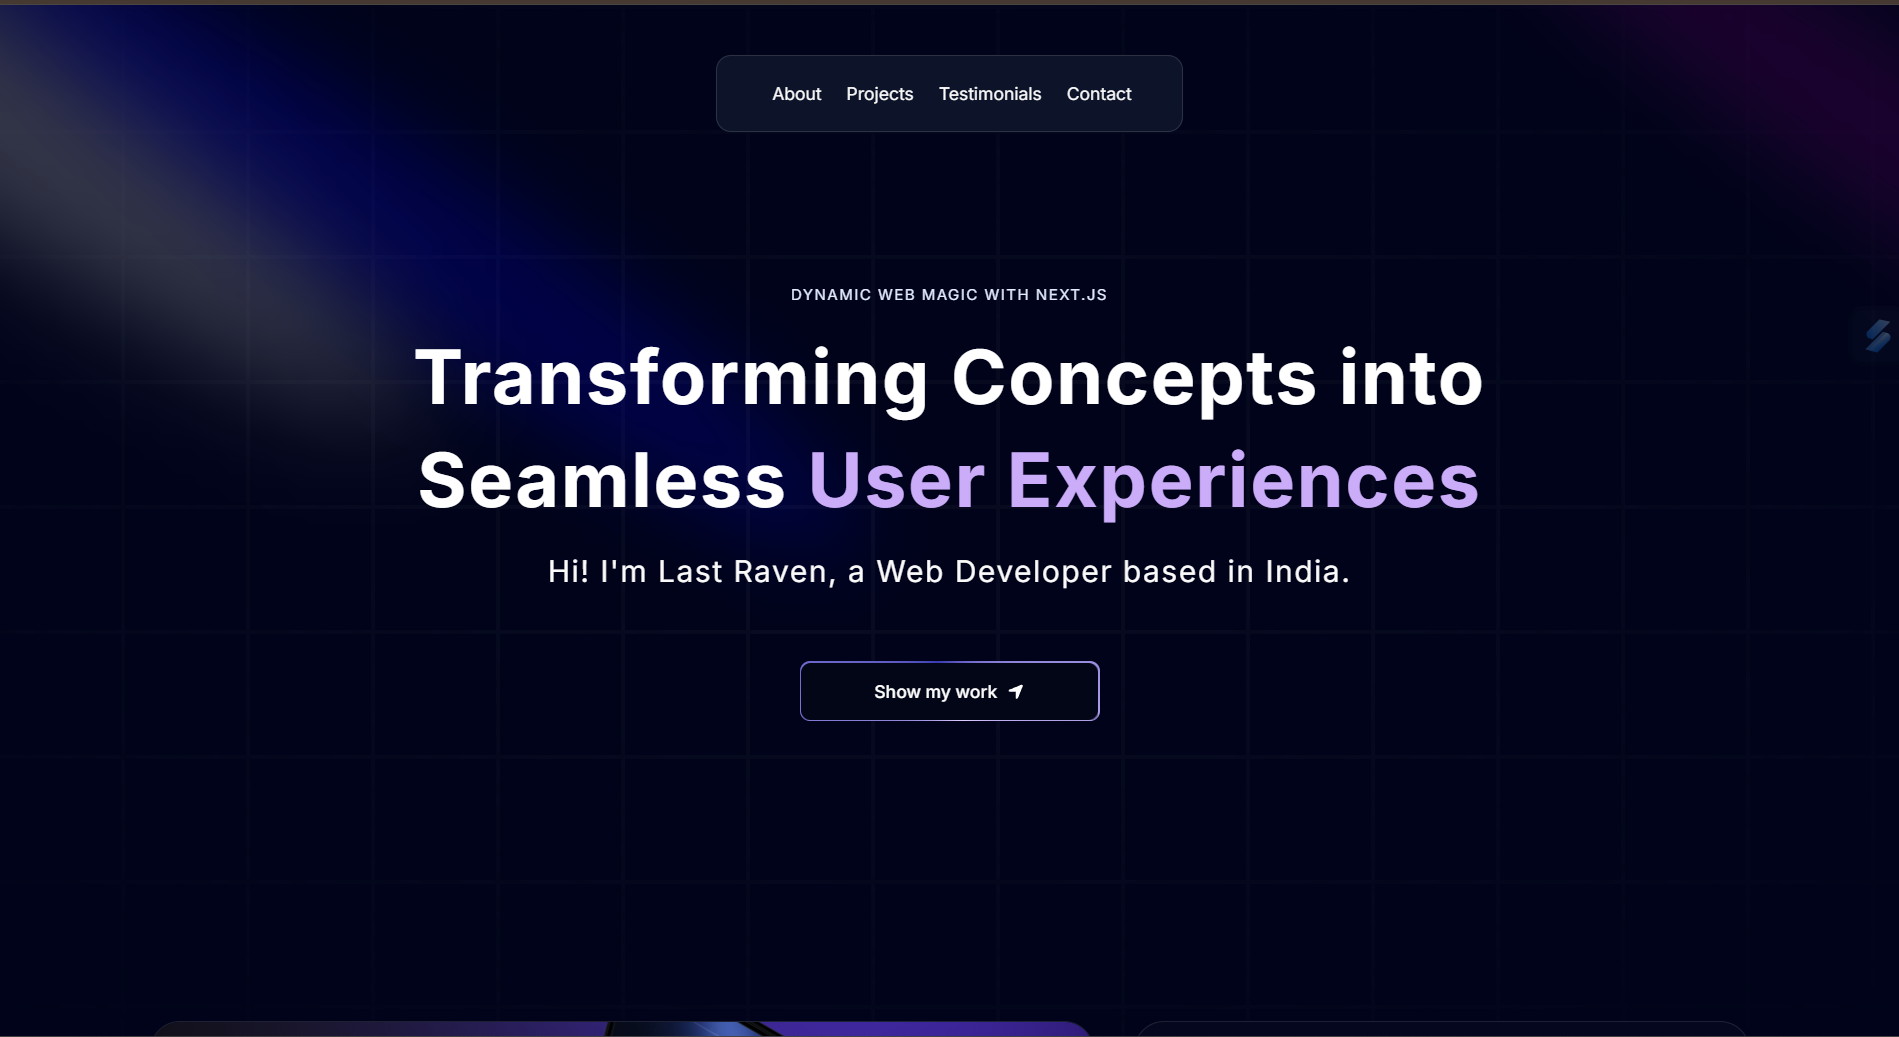 About Projects Testimonials Contact
DYNAMIC WEB MAGIC WITH NEXT.JS
Transforming Concepts into
Seamless User Experiences
Hi! I'm Last Raven, a Web Developer based in India.
Show my work